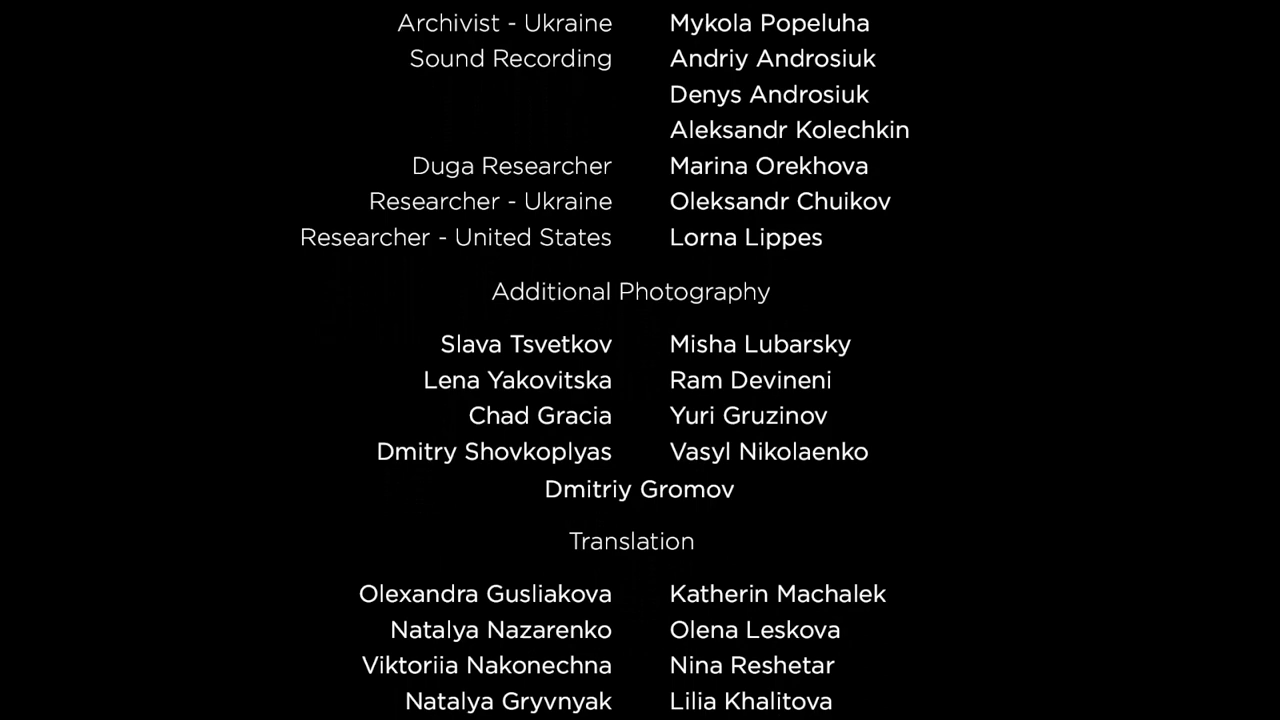 Archivist - Ukraine Mykola Popeluha
Sound Recording Andriy Androsiuk
Denys Androsiuk
Aleksandr Kolechkin
Duga Researcher Marina Orekhova
Researcher - Ukraine Oleksandr Chuikov
Researcher - United States Lorna Lippes
Additional Photography
Slava Tsvetkov Misha Lubarsky
Lena Yakovitska Ram Devineni
Chad Gracia Yuri Gruzinov
Dmitry Shovkoplyas Vasyl Nikolaenko
Dmitriy Gromov
Translation
Olexandra Gusliakova Katherin Machalek
Natalya Nazarenko Olena Leskova
Viktoriia Nakonechna Nina Reshetar
Natalya Gryvnyak Lilia Khalitova